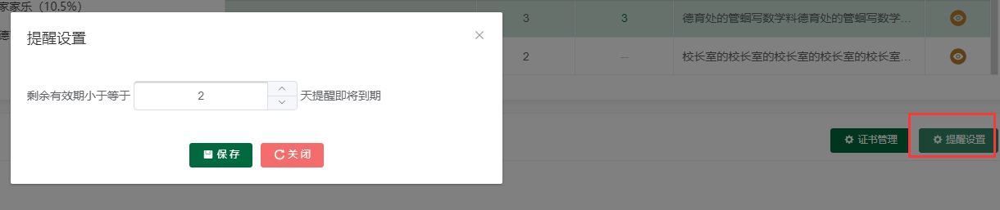 家家乐（10.5%）
德
3 3 德育处的管蛔写数学料德育处的管蛔写数学...
2 -- 校长室的校长室的校长室的校长室的校长室...
提醒设置
剩余有效期小于等于 2 天提醒即将到期
保存 关闭
证书管理 提醒设置